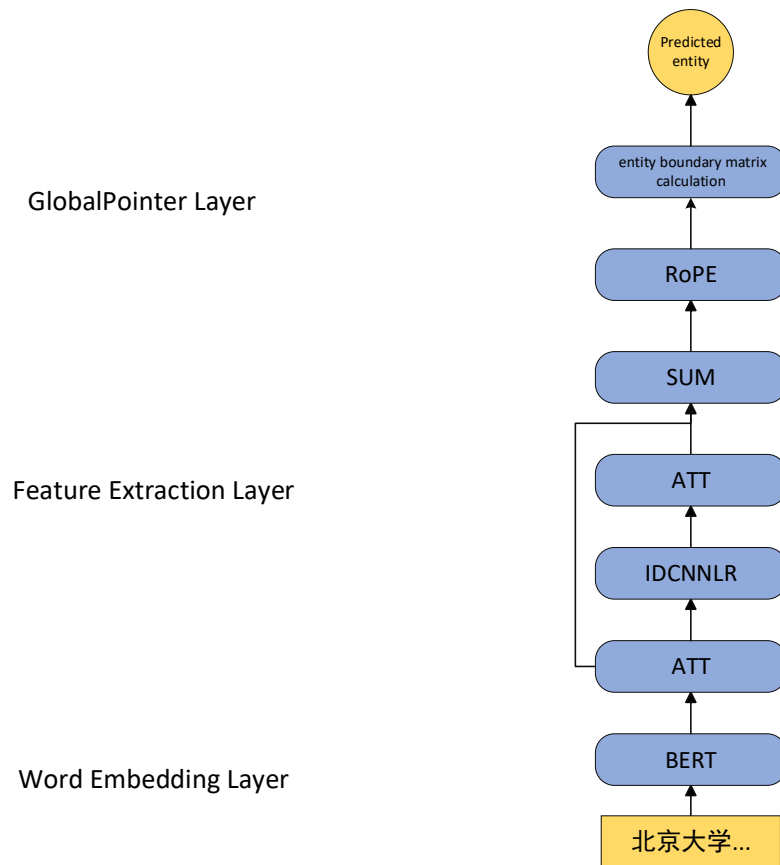 Predicted
entity
entity boundary matrix
calculation
GlobalPointer Layer
RoPE
SUM
ATT
Feature Extraction Layer
IDCNNLR
ATT
BERT
Word Embedding Layer
北京大学...